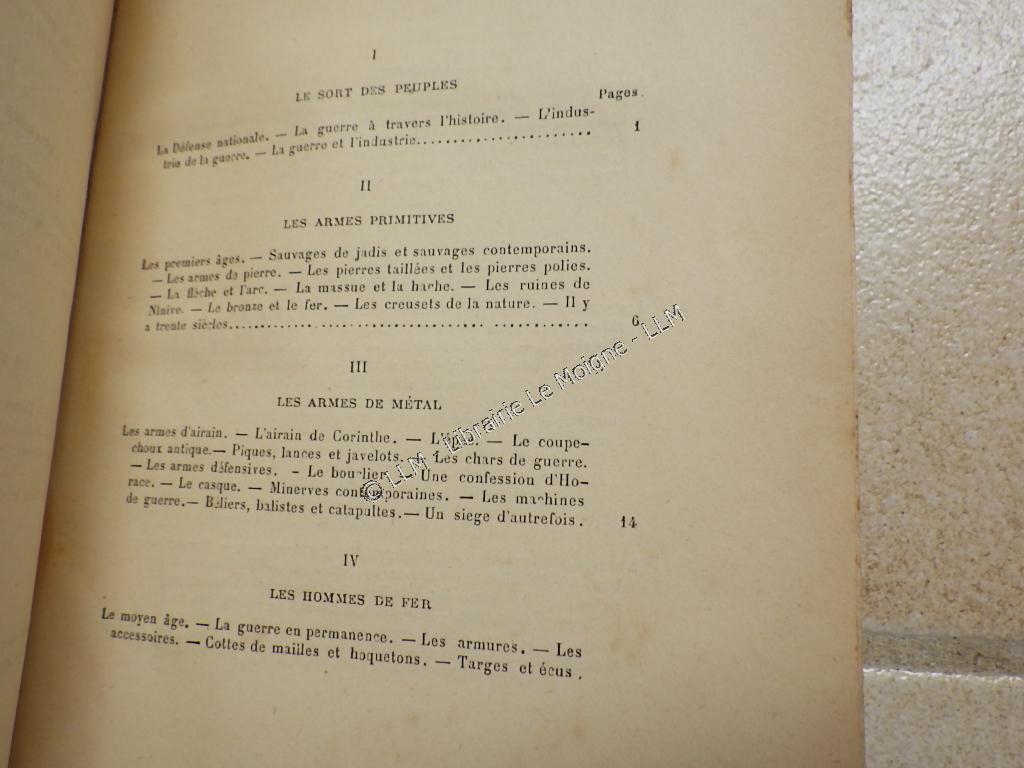 I
LE SORT DES PEUPLES
Pages.
La Défense nationale. — La guerre à travers l'histoire. — L'indus-
trie de la guerre. — La guerre et l'industrie. 1
II
LES ARMES PRIMITIVES
Les premiers âges. — Sauvages de jadis et sauvages contemporains.
— Les armes de pierre. — Les pierres taillées et les pierres polies.
— La flèche et l'arc. — La massue et la hache. — Les ruines de
Ninive. — Le bronze et le fer. — Les creusets de la nature. — Il y
a trente siècles. 6
III
LES ARMES DE MÉTAL
Les armes d'airain. — L'airain de Corinthe. — — Le coupe-
choux antique. — Piques, lances et javelots. — Les chars de guerre.
— Les armes défensives. - Le bouclier. Une confession d'Ho-
race. — Le casque. — Minerves contemporaines. — Les machines
de guerre. — Béliers, balistes et catapultes. — Un siege d'autrefois. 14
IV
LES HOMMES DE FER
Le moyen âge. — La guerre en permanence. — Les armures. — Les
accessoires. — Cottes de mailles et hoquetons. — Targes et écus.
© LLM - Librairie Le Moigne - LLM